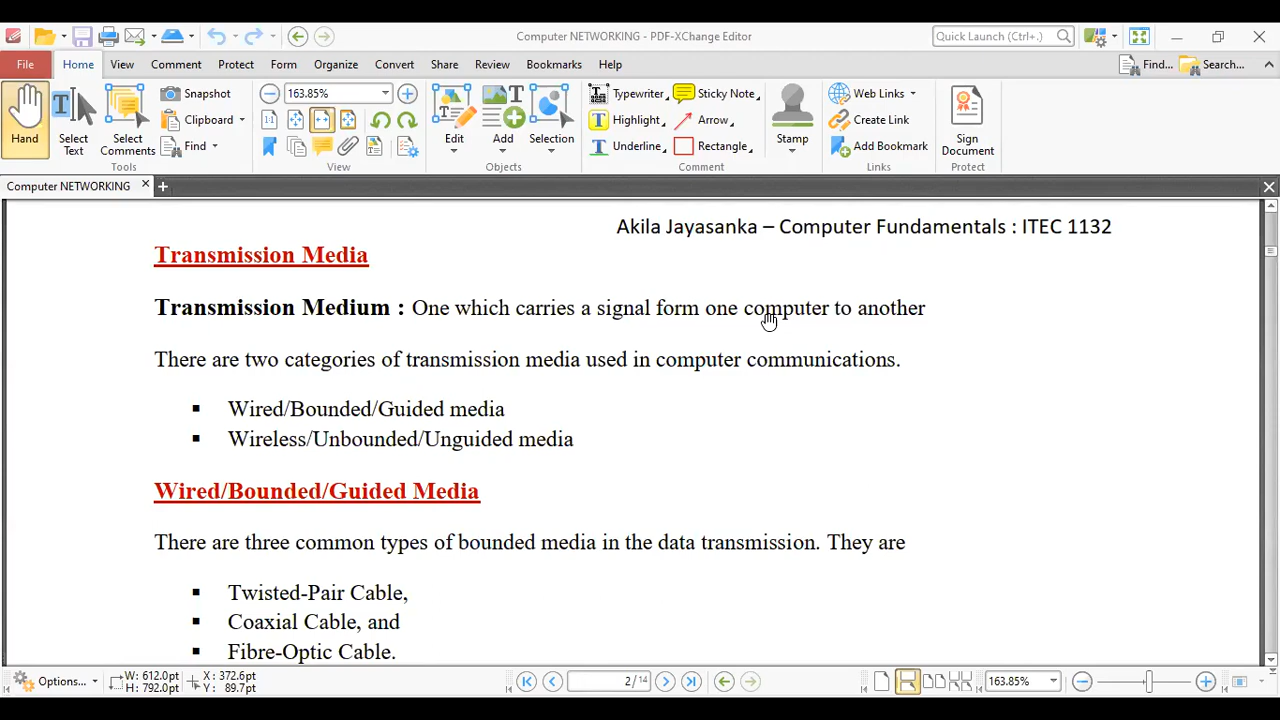 Computer NETWORKING - PDF-XChange Editor
Quick Launch (Ctrl+.)
File Home View Comment Protect Form Organize Convert Share Review Bookmarks Help Find... Search...
Hand
Select Text
Select Comments
Snapshot
Clipboard
Find
Tools
163.85%
1:1
View
Edit
Add
Selection
Objects
Typewriter
Highlight
Underline
Sticky Note
Arrow
Rectangle
Stamp
Comment
Web Links
Create Link
Add Bookmark
Links
Sign Document
Protect
Computer NETWORKING
Akila Jayasanka – Computer Fundamentals : ITEC 1132
Transmission Media
Transmission Medium : One which carries a signal form one computer to another
There are two categories of transmission media used in computer communications.
▪ Wired/Bounded/Guided media
▪ Wireless/Unbounded/Unguided media
Wired/Bounded/Guided Media
There are three common types of bounded media in the data transmission. They are
▪ Twisted-Pair Cable,
▪ Coaxial Cable, and
▪ Fibre-Optic Cable.
Options...
W: 612.0pt
H: 792.0pt
X: 372.6pt
Y: 89.7pt
2 / 14
163.85%